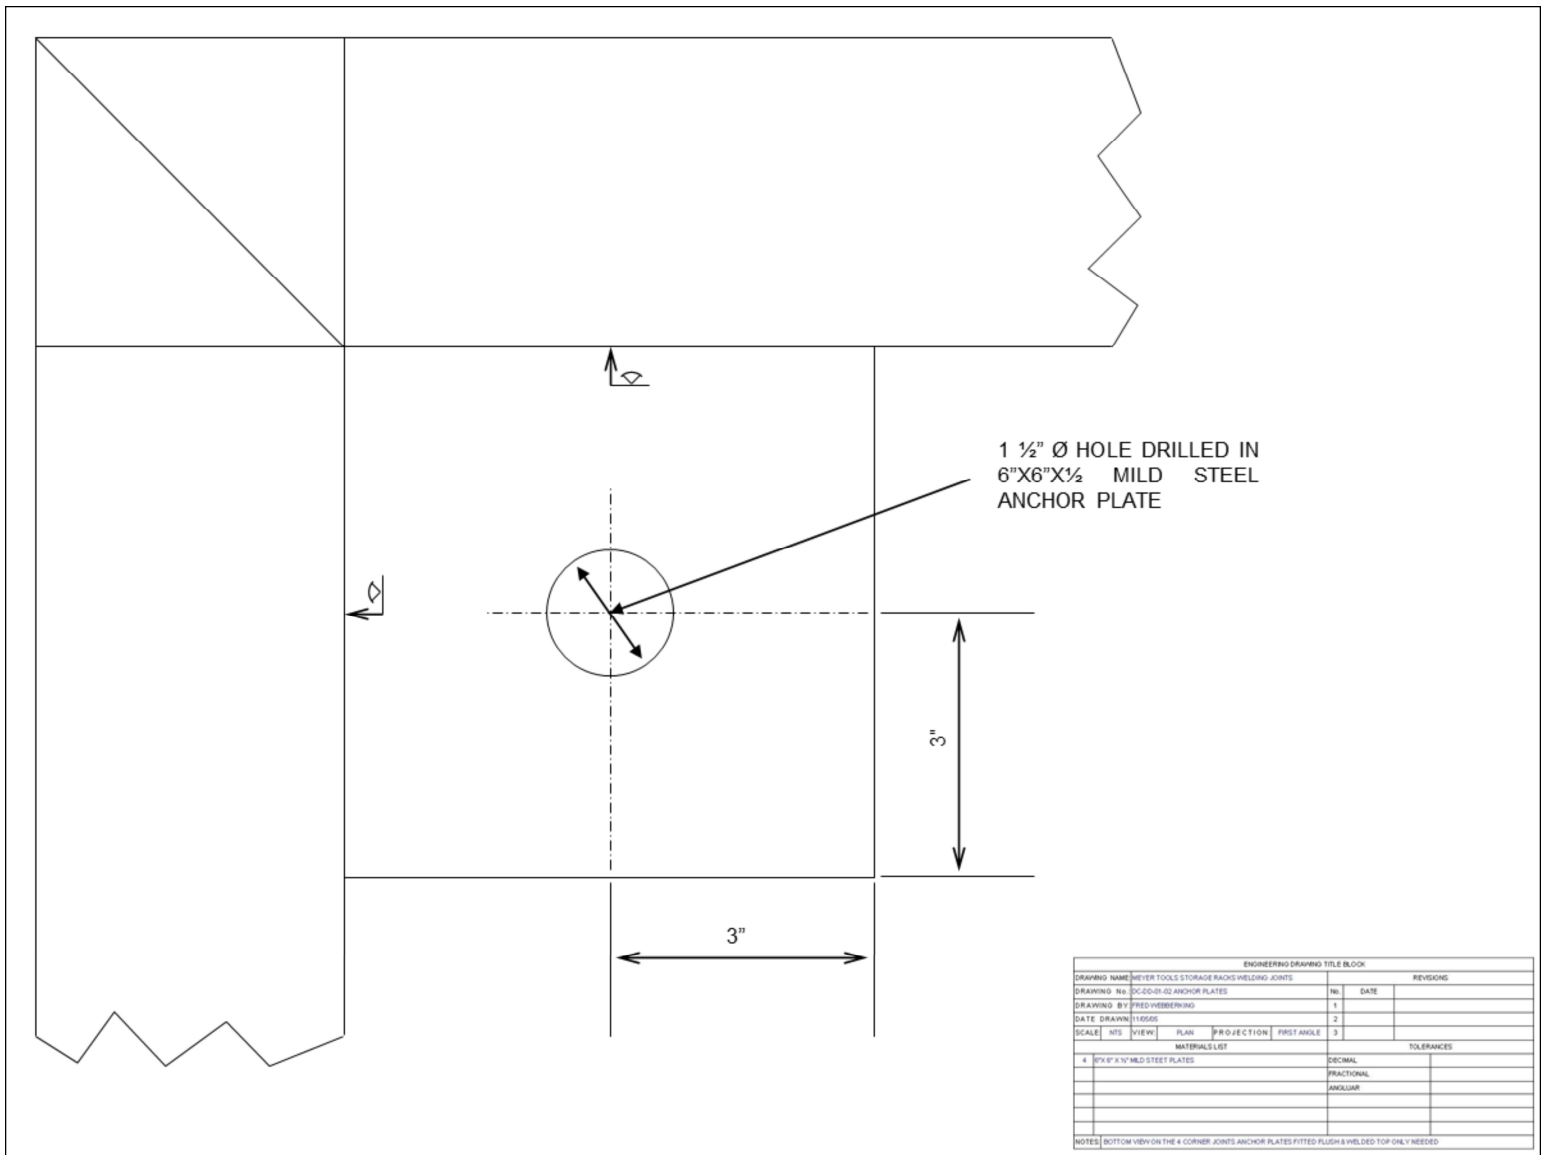 1 ½” Ø HOLE DRILLED IN
6”X6”X½ MILD STEEL
ANCHOR PLATE
3"
3”
ENGINEERING DRAWING TITLE BLOCK
DRAWING NAME: MEYER TOOLS STORAGE RACKS WELDING JOINTS
REVISIONS
DRAWING No.: DC-DD-01-02 ANCHOR PLATES
No. DATE
DRAWING BY: FRED WEBBERKING
1
DATE DRAWN: 11/05/05
2
SCALE: NTS VIEW: PLAN PROJECTION: FIRST ANGLE
3
MATERIALS LIST
TOLERANCES
4 6"X 6" X ½" MILD STEET PLATES
DECIMAL
FRACTIONAL
ANGLUAR
NOTES: BOTTOM VIEW ON THE 4 CORNER JOINTS ANCHOR PLATES FITTED FLUSH & WELDED TOP ONLY NEEDED